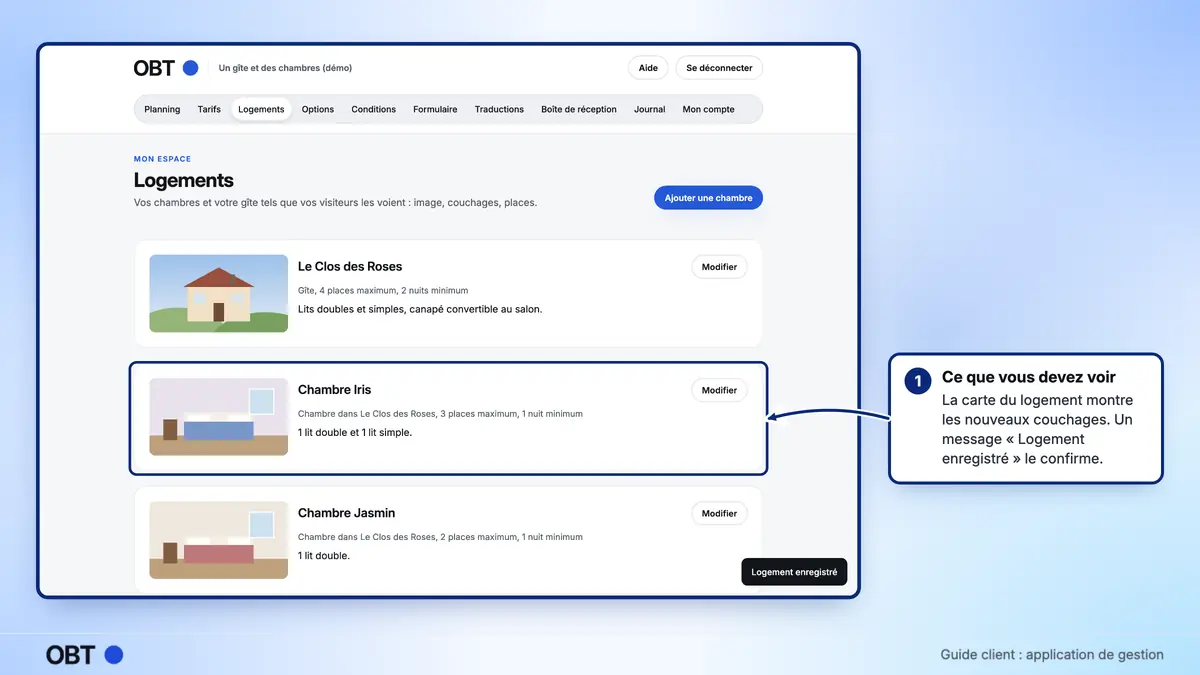 OBT
Un gîte et des chambres (démo)
Aide
Se déconnecter
Planning
Tarifs
Logements
Options
Conditions
Formulaire
Traductions
Boîte de réception
Journal
Mon compte
MON ESPACE
Logements
Vos chambres et votre gîte tels que vos visiteurs les voient : image, couchages, places.
Ajouter une chambre
Le Clos des Roses
Modifier
Gîte, 4 places maximum, 2 nuits minimum
Lits doubles et simples, canapé convertible au salon.
Chambre Iris
Modifier
Chambre dans Le Clos des Roses, 3 places maximum, 1 nuit minimum
1 lit double et 1 lit simple.
Chambre Jasmin
Modifier
Chambre dans Le Clos des Roses, 2 places maximum, 1 nuit minimum
1 lit double.
Logement enregistré
1
Ce que vous devez voir
La carte du logement montre
les nouveaux couchages. Un
message « Logement
enregistré » le confirme.
OBT
Guide client : application de gestion